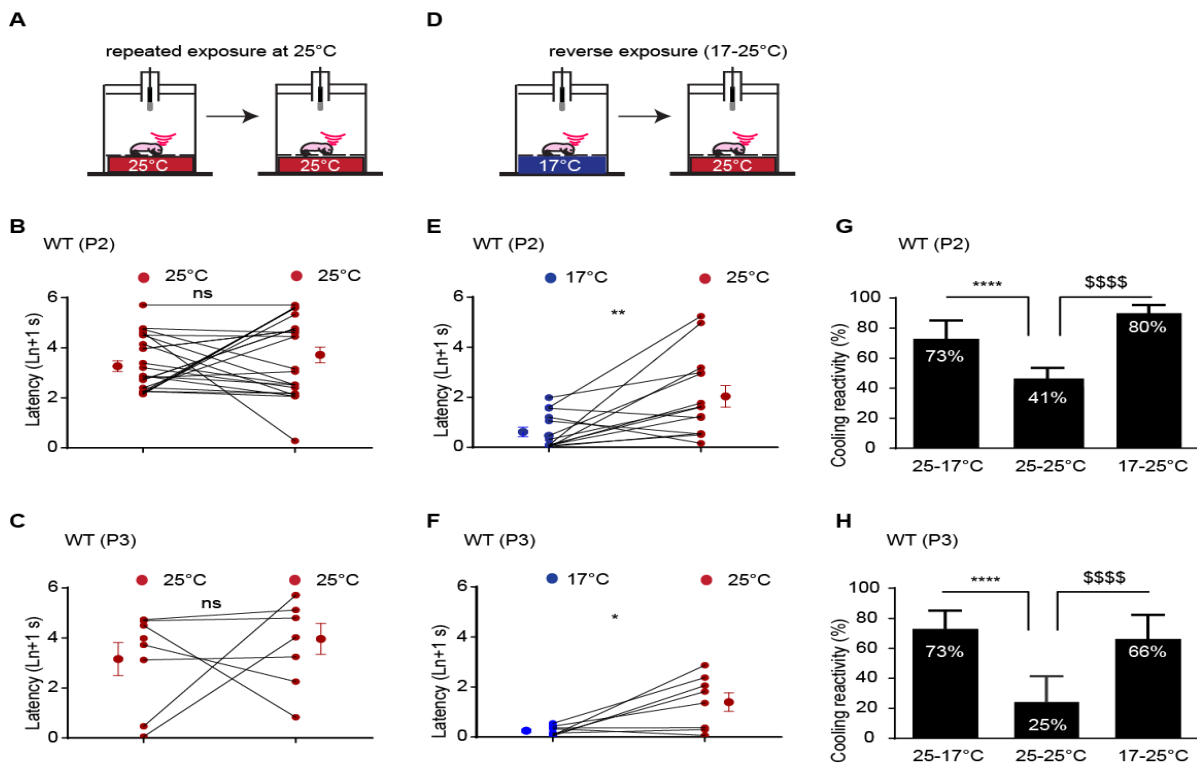 A
repeated exposure at 25°C
25°C
25°C
D
reverse exposure (17-25°C)
17°C
25°C
B
WT (P2)
25°C
25°C
ns
Latency (Ln+1 s)
6
4
2
0
E
WT (P2)
17°C
25°C
**
Latency (Ln+1 s)
6
4
2
0
G
WT (P2)
****
$$$$
Cooling reactivity (%)
100
80
60
40
20
0
73%
41%
80%
25-17°C
25-25°C
17-25°C
C
WT (P3)
25°C
25°C
ns
Latency (Ln+1 s)
6
4
2
0
F
WT (P3)
17°C
25°C
*
Latency (Ln+1 s)
6
4
2
0
H
WT (P3)
****
$$$$
Cooling reactivity (%)
100
80
60
40
20
0
73%
25%
66%
25-17°C
25-25°C
17-25°C